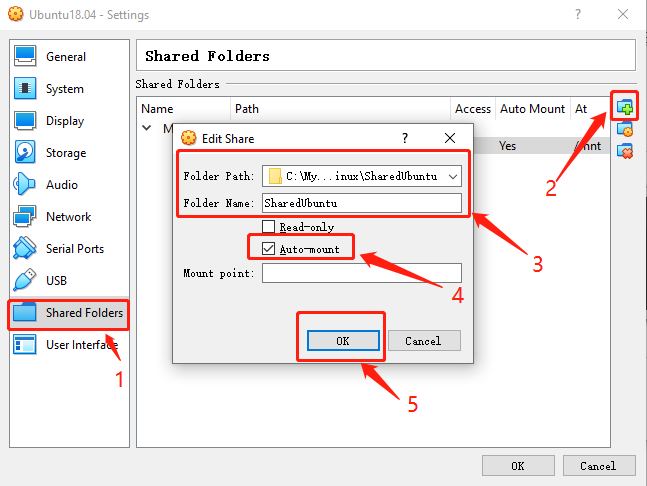 Ubuntu18.04 - Settings
?
General
System
Display
Storage
Audio
Network
Serial Ports
USB
Shared Folders
User Interface
1
Shared Folders
Shared Folders
Name Path Access Auto Mount At
M
Yes
/mnt
2
Edit Share
?
Folder Path: C:\My...inux\SharedUbuntu
Folder Name: SharedUbuntu
3
Read-only
Auto-mount
4
Mount point:
OK Cancel
5
OK Cancel